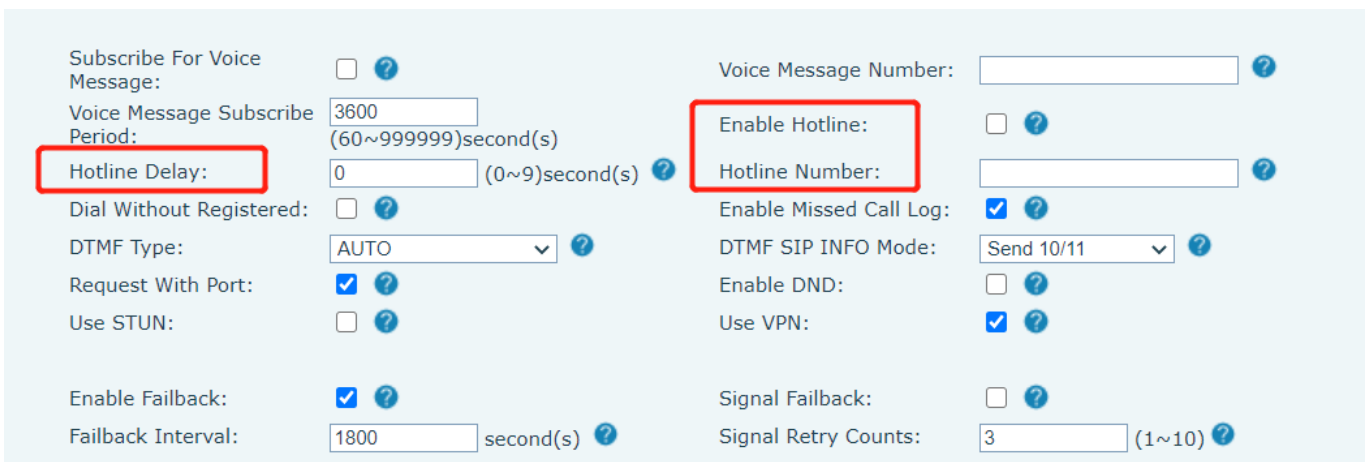 Subscribe For Voice
Message:
?
Voice Message Number:
?
Voice Message Subscribe
Period:
3600
(60~999999)second(s)
Enable Hotline:
?
Hotline Delay:
0
(0~9)second(s) ?
Hotline Number:
?
Dial Without Registered:
?
Enable Missed Call Log:
?
DTMF Type:
AUTO
?
DTMF SIP INFO Mode:
Send 10/11
?
Request With Port:
?
Enable DND:
?
Use STUN:
?
Use VPN:
?
Enable Failback:
?
Signal Failback:
?
Failback Interval:
1800
second(s) ?
Signal Retry Counts:
3
(1~10) ?